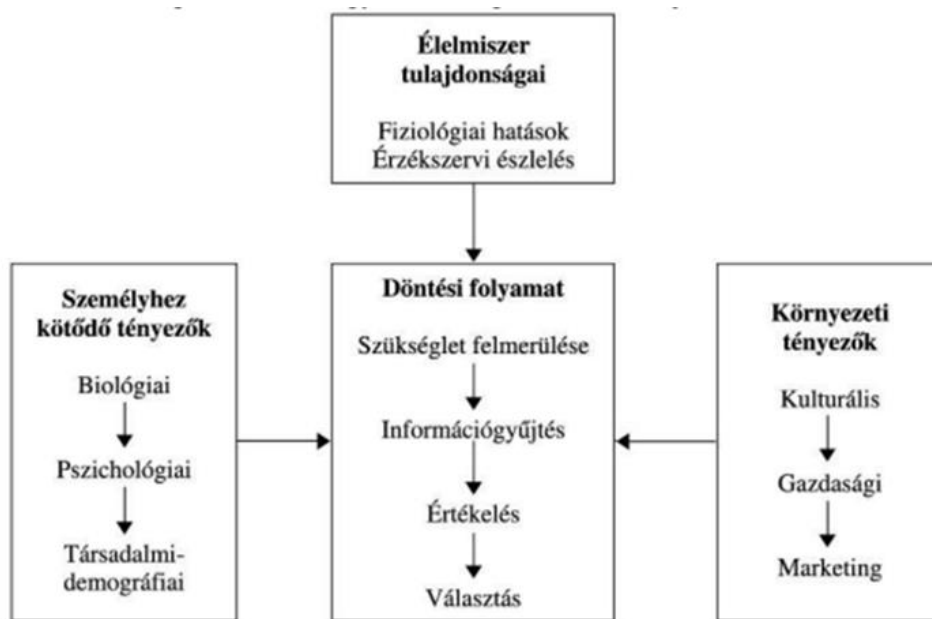 Élelmiszer
tulajdonságai
Fiziológiai hatások
Érzékszervi észlelés
Személyhez
kötődő tényezők
Biológiai
Pszichológiai
Társadalmi-
demográfiai
Döntési folyamat
Szükséglet felmerülése
Információgyűjtés
Értékelés
Választás
Környezeti
tényezők
Kulturális
Gazdasági
Marketing